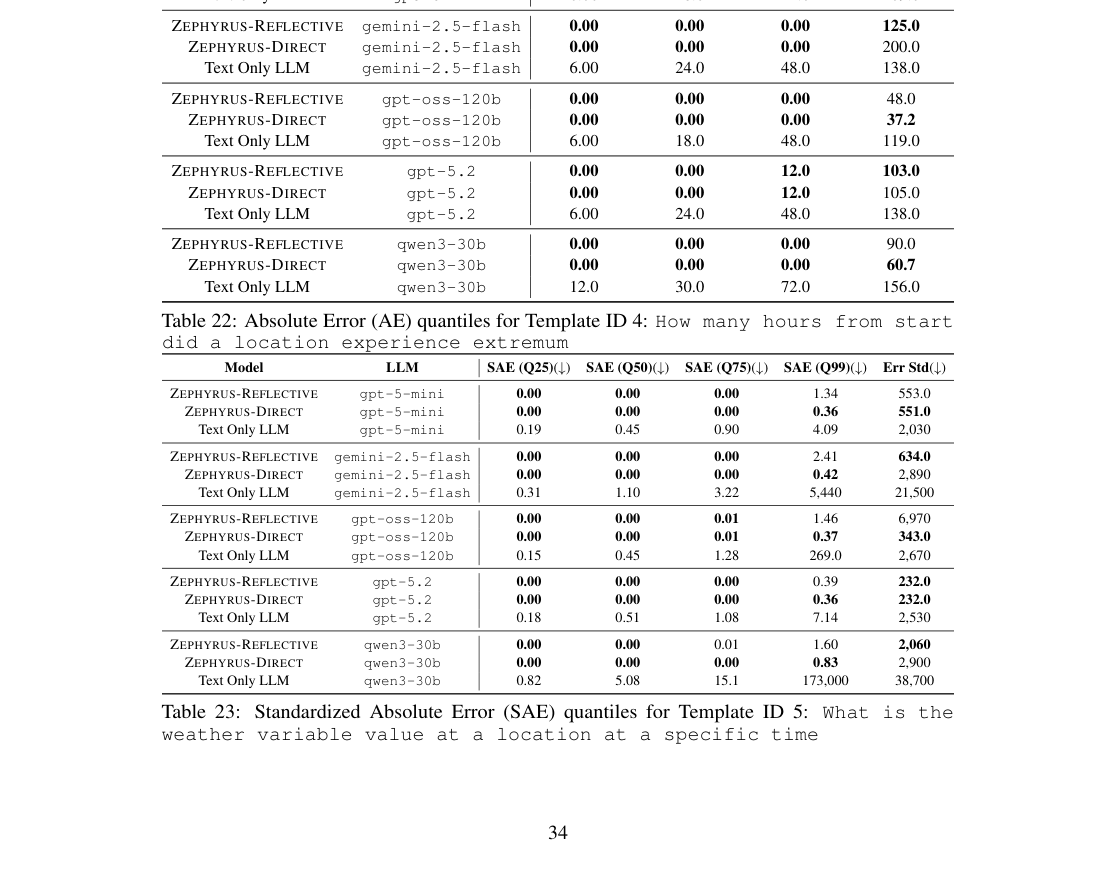 ZEPHYRUS-REFLECTIVE gemini-2.5-flash 0.00 0.00 0.00 125.0
ZEPHYRUS-DIRECT gemini-2.5-flash 0.00 0.00 0.00 200.0
Text Only LLM gemini-2.5-flash 6.00 24.0 48.0 138.0
ZEPHYRUS-REFLECTIVE gpt-oss-120b 0.00 0.00 0.00 48.0
ZEPHYRUS-DIRECT gpt-oss-120b 0.00 0.00 0.00 37.2
Text Only LLM gpt-oss-120b 6.00 18.0 48.0 119.0
ZEPHYRUS-REFLECTIVE gpt-5.2 0.00 0.00 12.0 103.0
ZEPHYRUS-DIRECT gpt-5.2 0.00 0.00 12.0 105.0
Text Only LLM gpt-5.2 6.00 24.0 48.0 138.0
ZEPHYRUS-REFLECTIVE qwen3-30b 0.00 0.00 0.00 90.0
ZEPHYRUS-DIRECT qwen3-30b 0.00 0.00 0.00 60.7
Text Only LLM qwen3-30b 12.0 30.0 72.0 156.0
Table 22: Absolute Error (AE) quantiles for Template ID 4: How many hours from start
did a location experience extremum
Model LLM SAE (Q25)(↓) SAE (Q50)(↓) SAE (Q75)(↓) SAE (Q99)(↓) Err Std(↓)
ZEPHYRUS-REFLECTIVE gpt-5-mini 0.00 0.00 0.00 1.34 553.0
ZEPHYRUS-DIRECT gpt-5-mini 0.00 0.00 0.00 0.36 551.0
Text Only LLM gpt-5-mini 0.19 0.45 0.90 4.09 2,030
ZEPHYRUS-REFLECTIVE gemini-2.5-flash 0.00 0.00 0.00 2.41 634.0
ZEPHYRUS-DIRECT gemini-2.5-flash 0.00 0.00 0.00 0.42 2,890
Text Only LLM gemini-2.5-flash 0.31 1.10 3.22 5,440 21,500
ZEPHYRUS-REFLECTIVE gpt-oss-120b 0.00 0.00 0.01 1.46 6,970
ZEPHYRUS-DIRECT gpt-oss-120b 0.00 0.00 0.01 0.37 343.0
Text Only LLM gpt-oss-120b 0.15 0.45 1.28 269.0 2,670
ZEPHYRUS-REFLECTIVE gpt-5.2 0.00 0.00 0.00 0.39 232.0
ZEPHYRUS-DIRECT gpt-5.2 0.00 0.00 0.00 0.36 232.0
Text Only LLM gpt-5.2 0.18 0.51 1.08 7.14 2,530
ZEPHYRUS-REFLECTIVE qwen3-30b 0.00 0.00 0.01 1.60 2,060
ZEPHYRUS-DIRECT qwen3-30b 0.00 0.00 0.00 0.83 2,900
Text Only LLM qwen3-30b 0.82 5.08 15.1 173,000 38,700
Table 23: Standardized Absolute Error (SAE) quantiles for Template ID 5: What is the
weather variable value at a location at a specific time
34